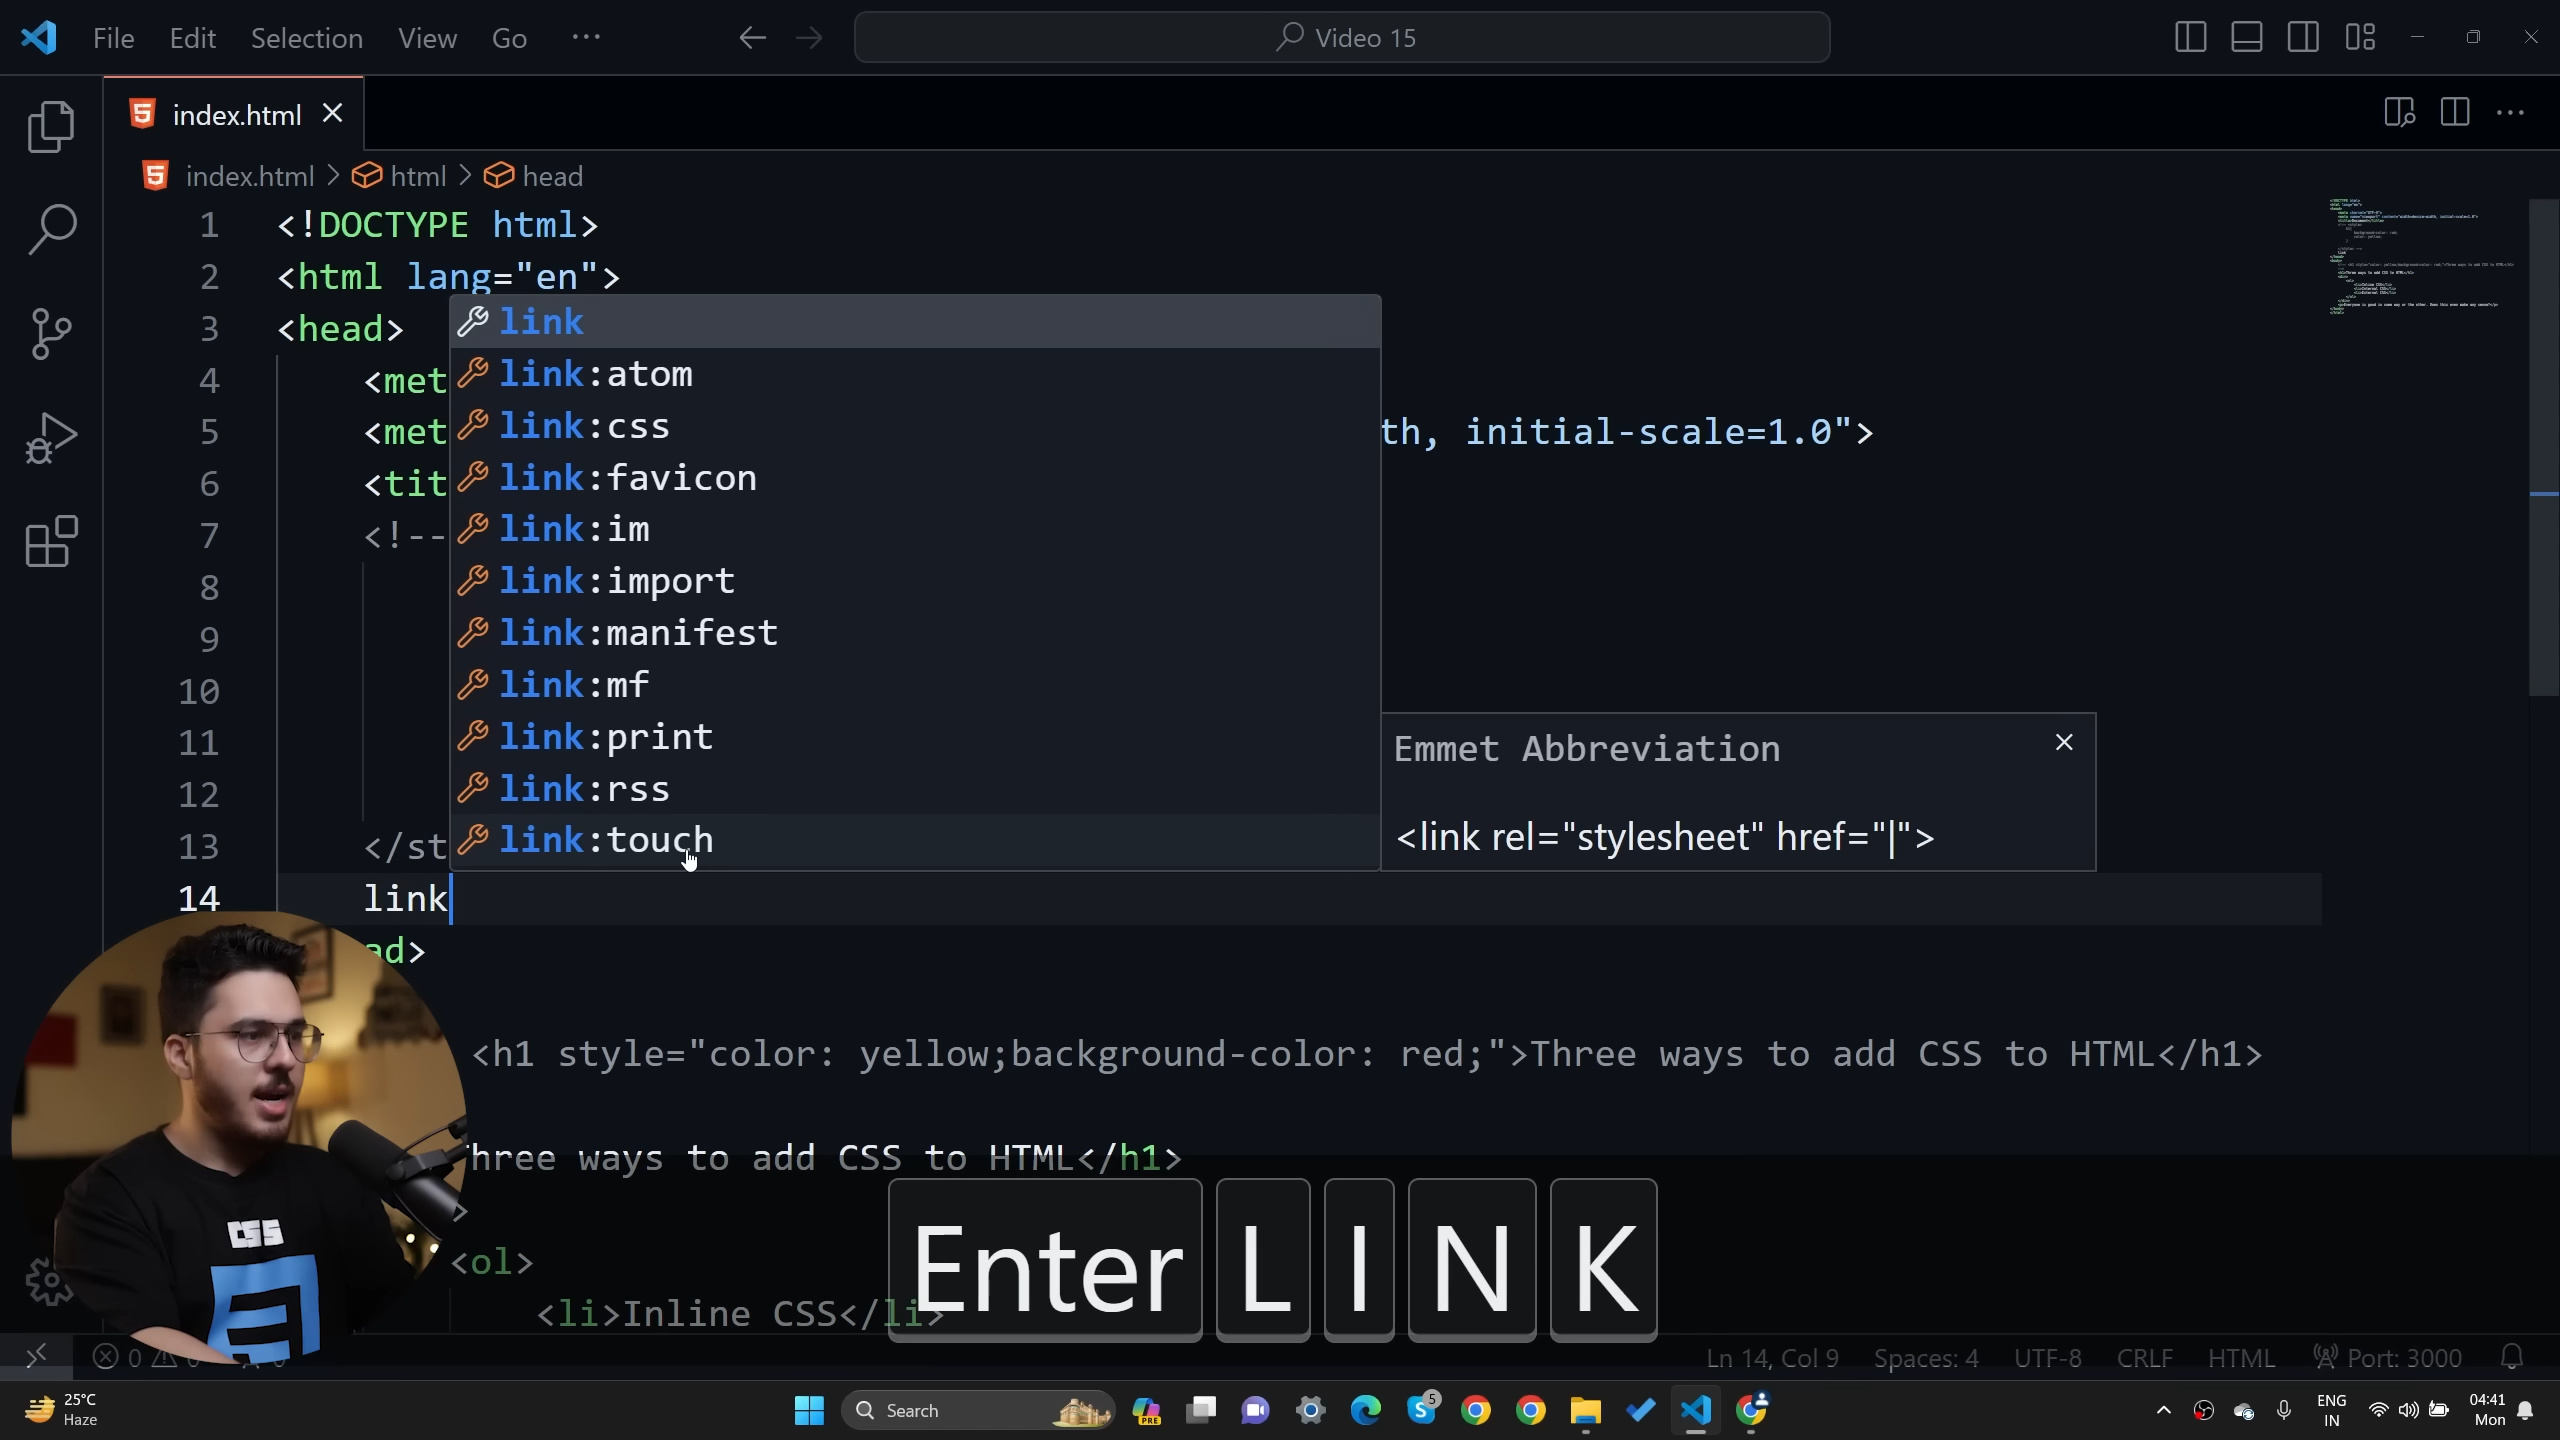 File Edit Selection View Go ···
Video 15
index.html
index.html > html > head
1 <!DOCTYPE html>
2 <html lang="en">
3 <head>
4 <met
5 <met th, initial-scale=1.0">
6 <tit
7 <!--
8
9
10
11
12
13 </st
14 link
link
link:atom
link:css
link:favicon
link:im
link:import
link:manifest
link:mf
link:print
link:rss
link:touch
Emmet Abbreviation
<link rel="stylesheet" href="|">
ad>
<h1 style="color: yellow;background-color: red;">Three ways to add CSS to HTML</h1>
hree ways to add CSS to HTML</h1>
>
<ol>
<li>Inline CSS</li>
Enter L I N K
CSS
0
Ln 14, Col 9 Spaces: 4 UTF-8 CRLF HTML Port: 3000
25°C
Haze
Search
PRE
5
ENG
IN
04:41
Mon